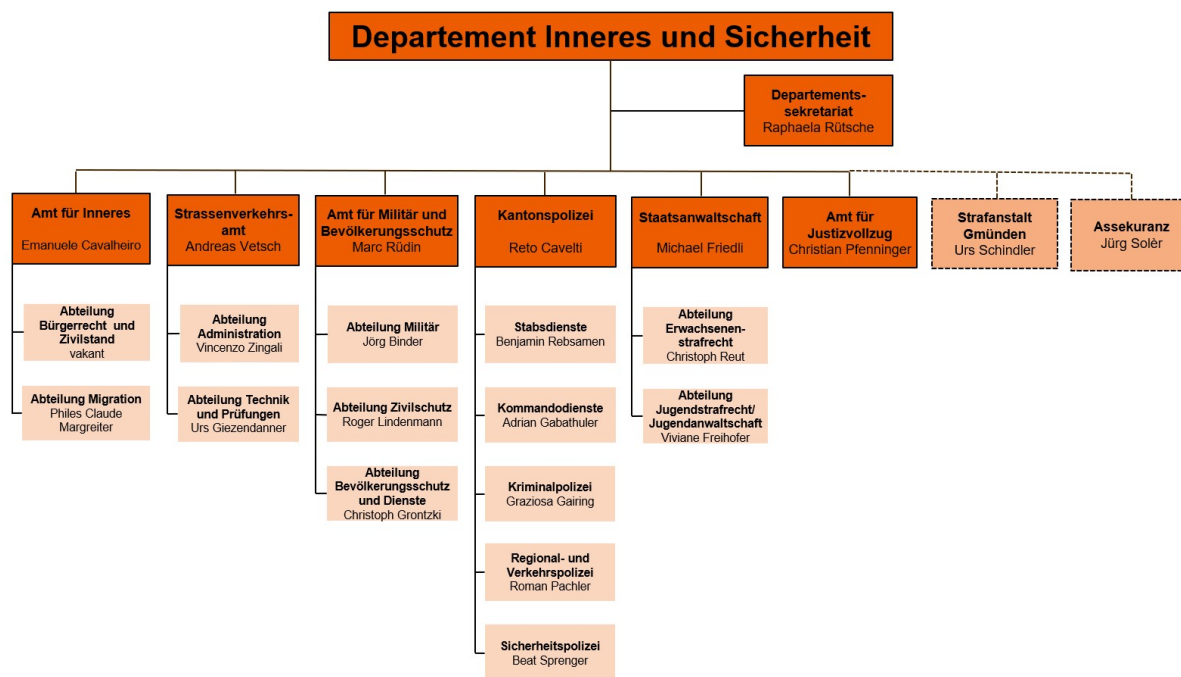 Departement Inneres und Sicherheit
Departements-
sekretariat
Raphaela Rütsche
Amt für Inneres
Emanuele Cavalheiro
Strassenverkehrs-
amt
Andreas Vetsch
Amt für Militär und
Bevölkerungsschutz
Marc Rüdin
Kantonspolizei
Reto Cavelti
Staatsanwaltschaft
Michael Friedli
Amt für
Justizvollzug
Christian Pfenninger
Strafanstalt
Gmünden
Urs Schindler
Assekuranz
Jürg Solèr
Abteilung
Bürgerrecht und
Zivilstand
vakant
Abteilung Migration
Philes Claude
Margreiter
Abteilung
Administration
Vincenzo Zingali
Abteilung Technik
und Prüfungen
Urs Giezendanner
Abteilung Militär
Jörg Binder
Abteilung Zivilschutz
Roger Lindenmann
Abteilung
Bevölkerungsschutz
und Dienste
Christoph Grontzki
Stabsdienste
Benjamin Rebsamen
Kommandodienste
Adrian Gabathuler
Kriminalpolizei
Graziosa Gairing
Regional- und
Verkehrspolizei
Roman Pachler
Sicherheitspolizei
Beat Sprenger
Abteilung
Erwachsenen-
strafrecht
Christoph Reut
Abteilung
Jugendstrafrecht/
Jugendanwaltschaft
Viviane Freihofer